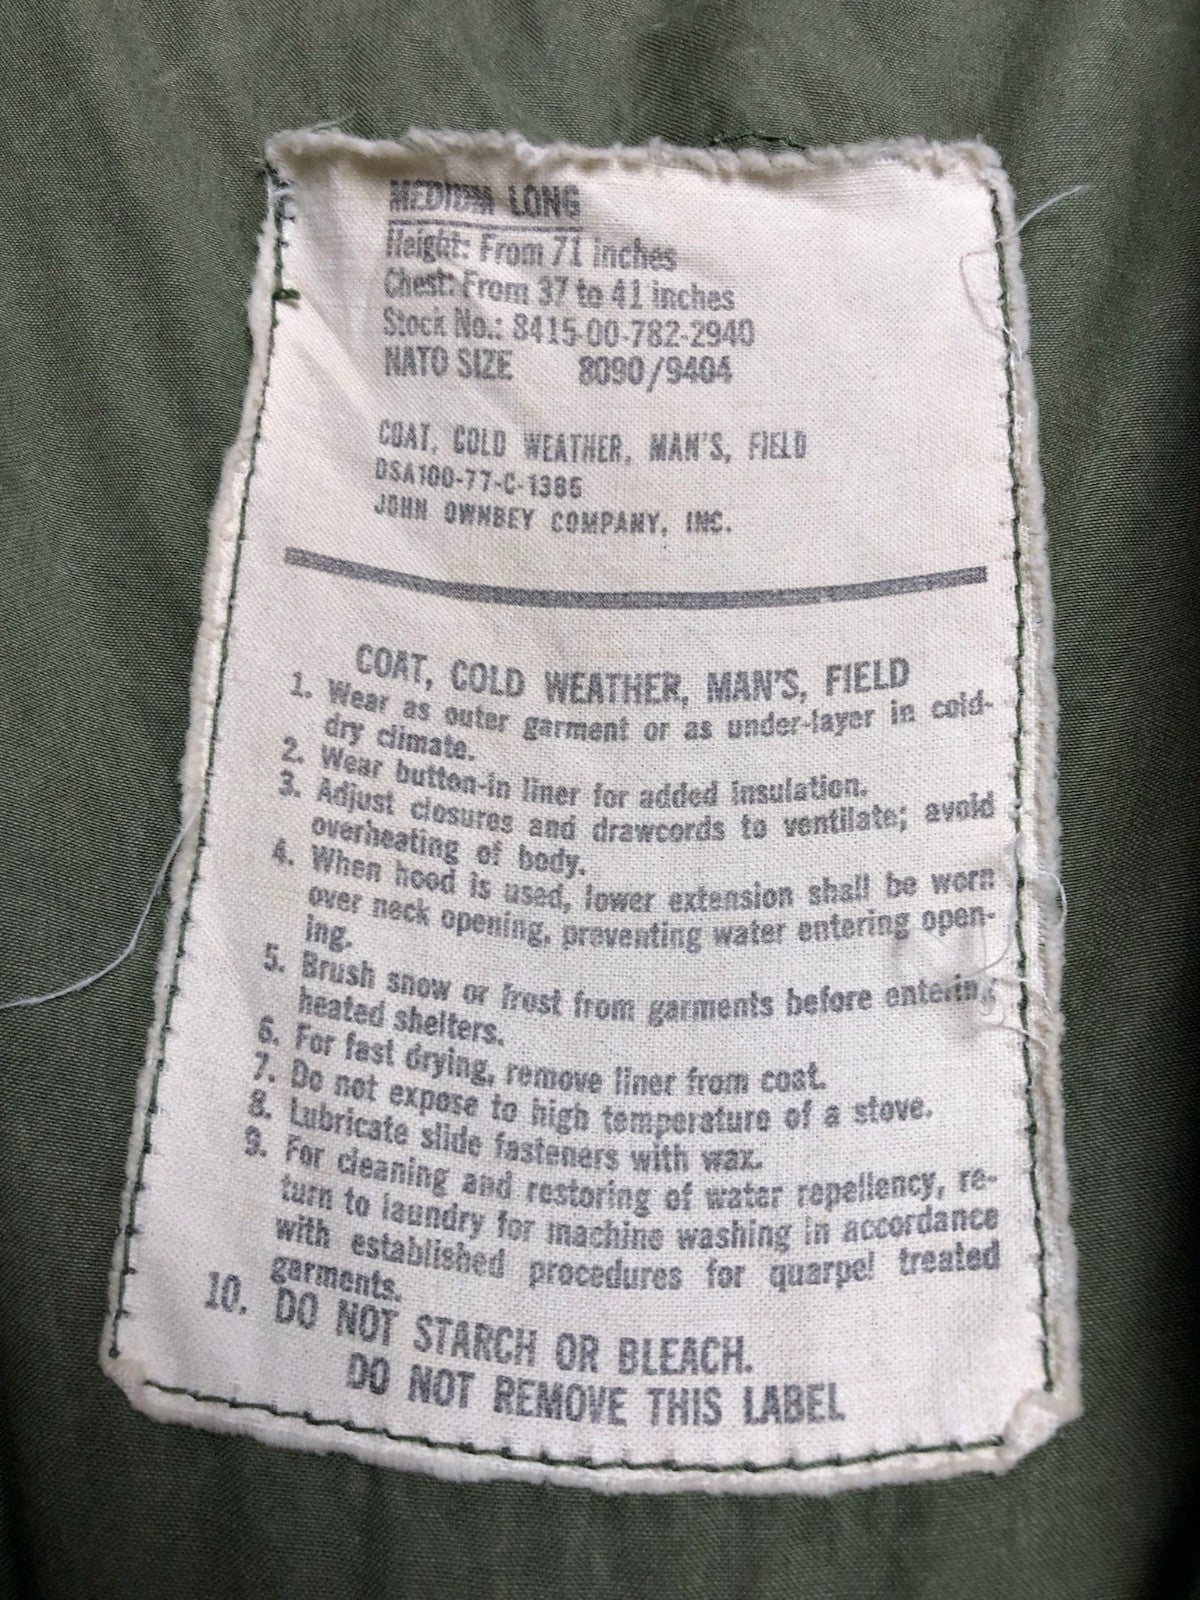 MEDIUM LONG
Height: From 71 inches
Chest: From 37 to 41 inches
Stock No.: 8415-00-782-2940
NATO SIZE 8090/9404
COAT, COLD WEATHER, MAN'S, FIELD
DSA100-77-C-1386
JOHN OWNBEY COMPANY, INC.
COAT, COLD WEATHER, MAN'S, FIELD
1. Wear as outer garment or as under-layer in cold-
dry climate.
2. Wear button-in liner for added insulation.
3. Adjust closures and drawcords to ventilate; avoid
overheating of body.
4. When hood is used, lower extension shall be worn
over neck opening, preventing water entering open-
ing.
5. Brush snow or frost from garments before entering
heated shelters.
6. For fast drying, remove liner from coat.
7. Do not expose to high temperature of a stove.
8. Lubricate slide fasteners with wax.
9. For cleaning and restoring of water repellency, re-
turn to laundry for machine washing in accordance
with established procedures for quarpel treated
garments.
10. DO NOT STARCH OR BLEACH.
DO NOT REMOVE THIS LABEL